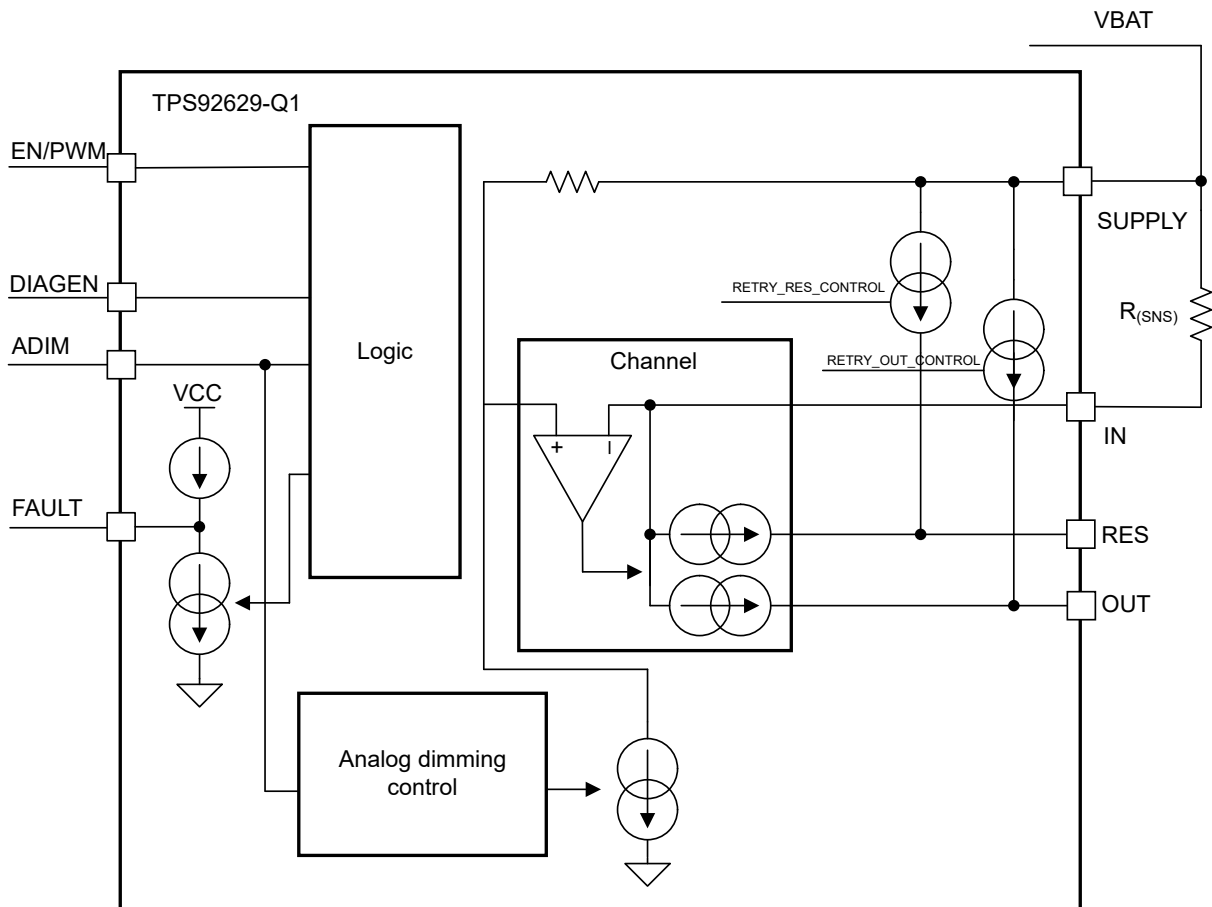 VBAT
TPS92629-Q1
EN/PWM
SUPPLY
DIAGEN
RETRY_RES_CONTROL
R(SNS)
ADIM
Logic
Channel
RETRY_OUT_CONTROL
VCC
+
–
IN
FAULT
RES
OUT
Analog dimming
control